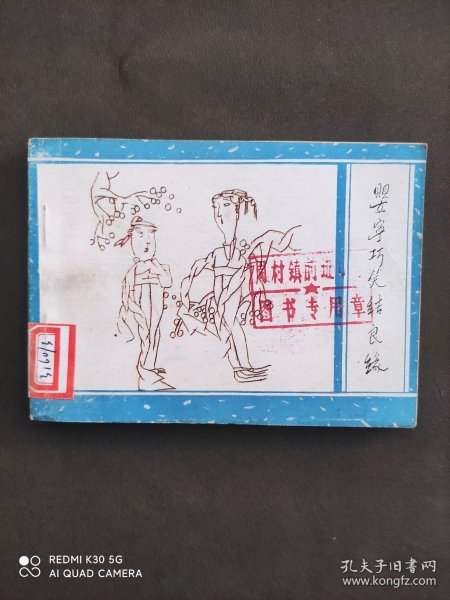 婴宁巧凭结良缘
村镇前进
图书专用章
REDMI K30 5G
AI QUAD CAMERA
孔夫子旧书网
www.kongfz.com